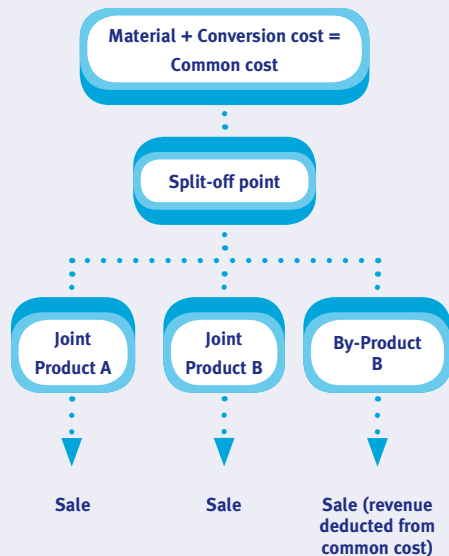 Material + Conversion cost =
Common cost
Split-off point
Joint
Product A
Joint
Product B
By-Product
B
Sale
Sale
Sale (revenue
deducted from
common cost)